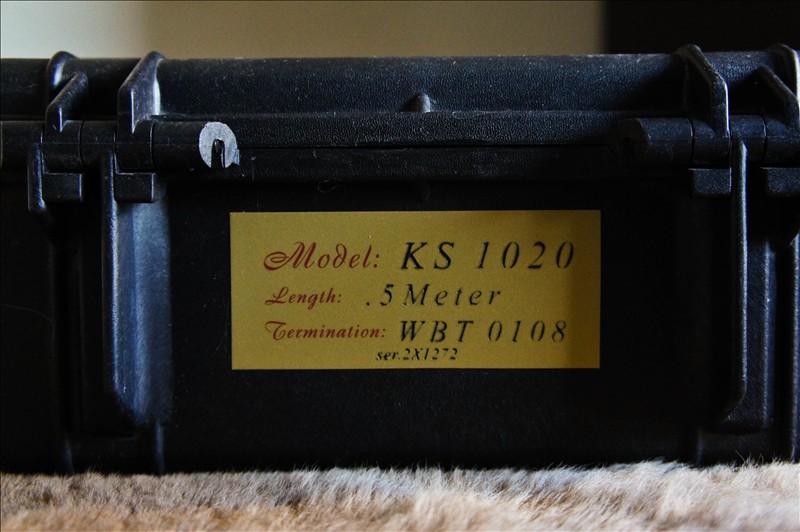 Model: KS 1020
Length: .5 Meter
Termination: WBT 0108
ser.2X1272